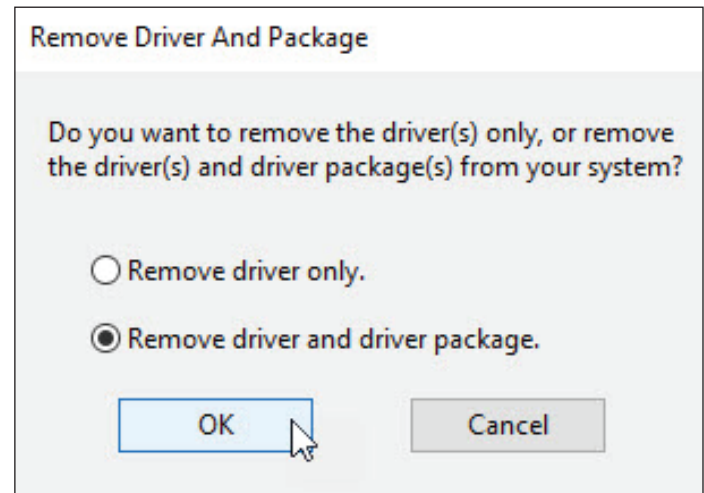 Remove Driver And Package
Do you want to remove the driver(s) only, or remove
the driver(s) and driver package(s) from your system?
Remove driver only.
Remove driver and driver package.
OK
Cancel